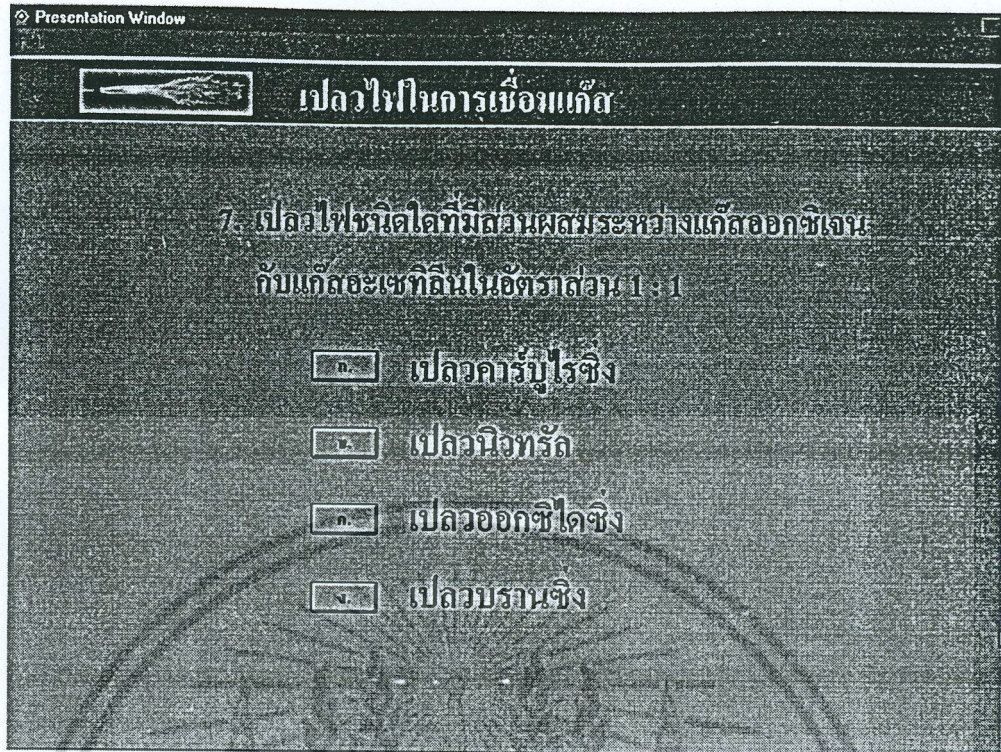 Presentation Window
เปลวไฟในการเชื่อมแก๊ส
7. เปลวไฟชนิดใดที่มีส่วนผสมระหว่างแก๊สออกซิเจน
กับแก๊สอะเซทิลีนในอัตราส่วน 1 : 1
ก. เปลวคาร์บูไรซิ่ง
ข. เปลวนิวทรัล
ค. เปลวออกซิไดซิ่ง
ง. เปลวบรานซิ่ง